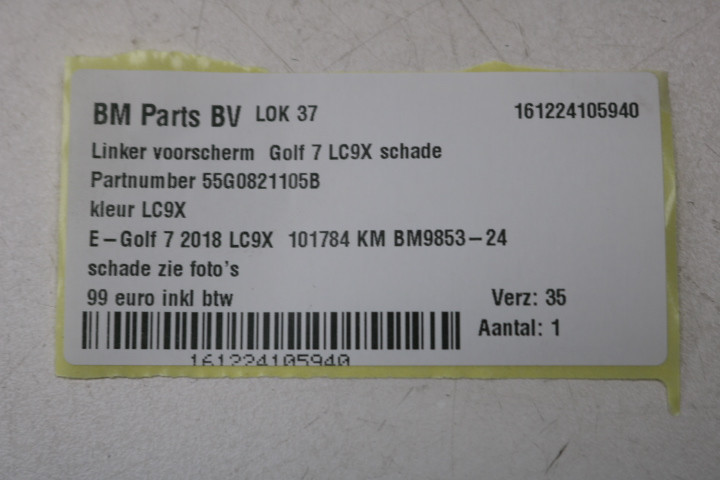 BM Parts BV LOK 37 161224105940
Linker voorscherm Golf 7 LC9X schade
Partnumber 55G0821105B
kleur LC9X
E-Golf 7 2018 LC9X 101784 KM BM9853-24
schade zie foto's
99 euro inkl btw Verz: 35
Aantal: 1
161224105940